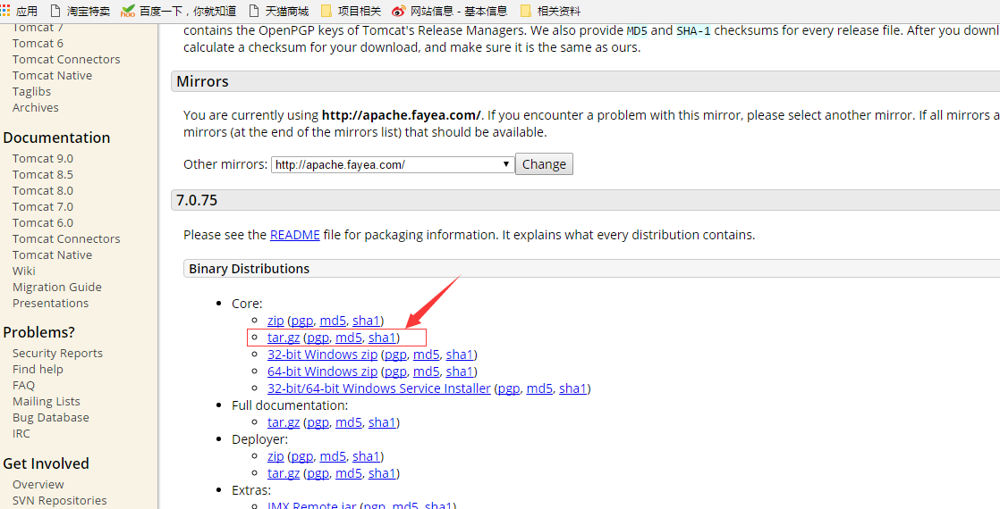 应用 淘宝特卖 百度一下，你就知道 天猫商城 项目相关 网站信息 - 基本信息 相关资料
Tomcat 7
Tomcat 6
Tomcat Connectors
Tomcat Native
Taglibs
Archives
Documentation
Tomcat 9.0
Tomcat 8.5
Tomcat 8.0
Tomcat 7.0
Tomcat 6.0
Tomcat Connectors
Tomcat Native
Wiki
Migration Guide
Presentations
Problems?
Security Reports
Find help
FAQ
Mailing Lists
Bug Database
IRC
Get Involved
Overview
SVN Repositories
contains the OpenPGP keys of Tomcat's Release Managers. We also provide MD5 and SHA-1 checksums for every release file. After you downl
calculate a checksum for your download, and make sure it is the same as ours.
Mirrors
You are currently using http://apache.fayea.com/. If you encounter a problem with this mirror, please select another mirror. If all mirrors a
mirrors (at the end of the mirrors list) that should be available.
Other mirrors: http://apache.fayea.com/ Change
7.0.75
Please see the README file for packaging information. It explains what every distribution contains.
Binary Distributions
Core:
zip (pgp, md5, sha1)
tar.gz (pgp, md5, sha1)
32-bit Windows zip (pgp, md5, sha1)
64-bit Windows zip (pgp, md5, sha1)
32-bit/64-bit Windows Service Installer (pgp, md5, sha1)
Full documentation:
tar.gz (pgp, md5, sha1)
Deployer:
zip (pgp, md5, sha1)
tar.gz (pgp, md5, sha1)
Extras:
JMX Remote jar (pgp, md5, sha1)